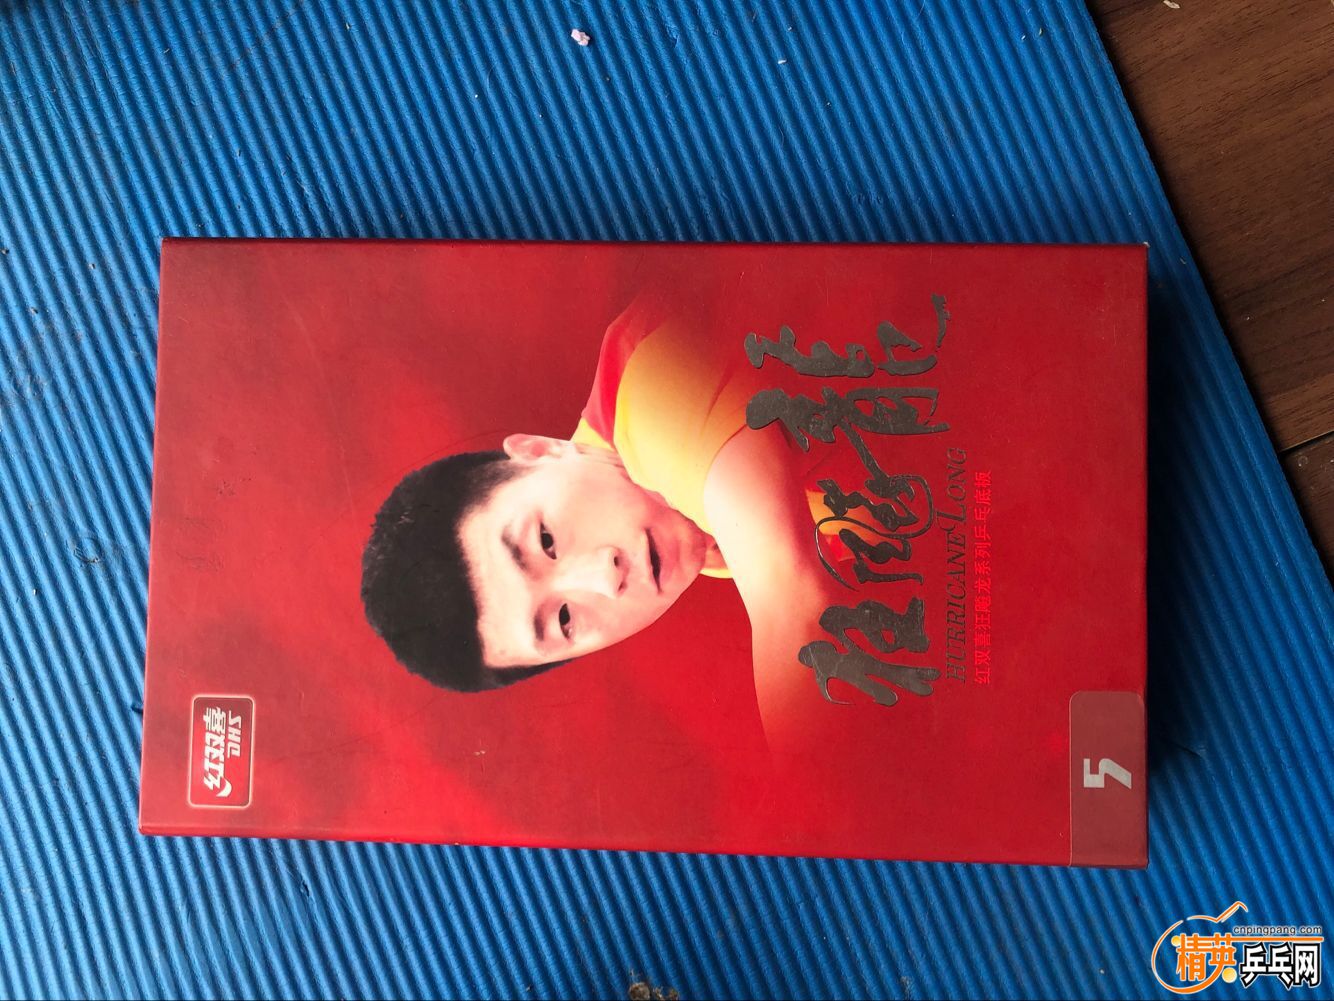 红双喜
DHS
狂飚龍
HURRICANE LONG
红双喜狂飚龙系列乒乓底板
5
cnpingpang.com
精英乒乓网